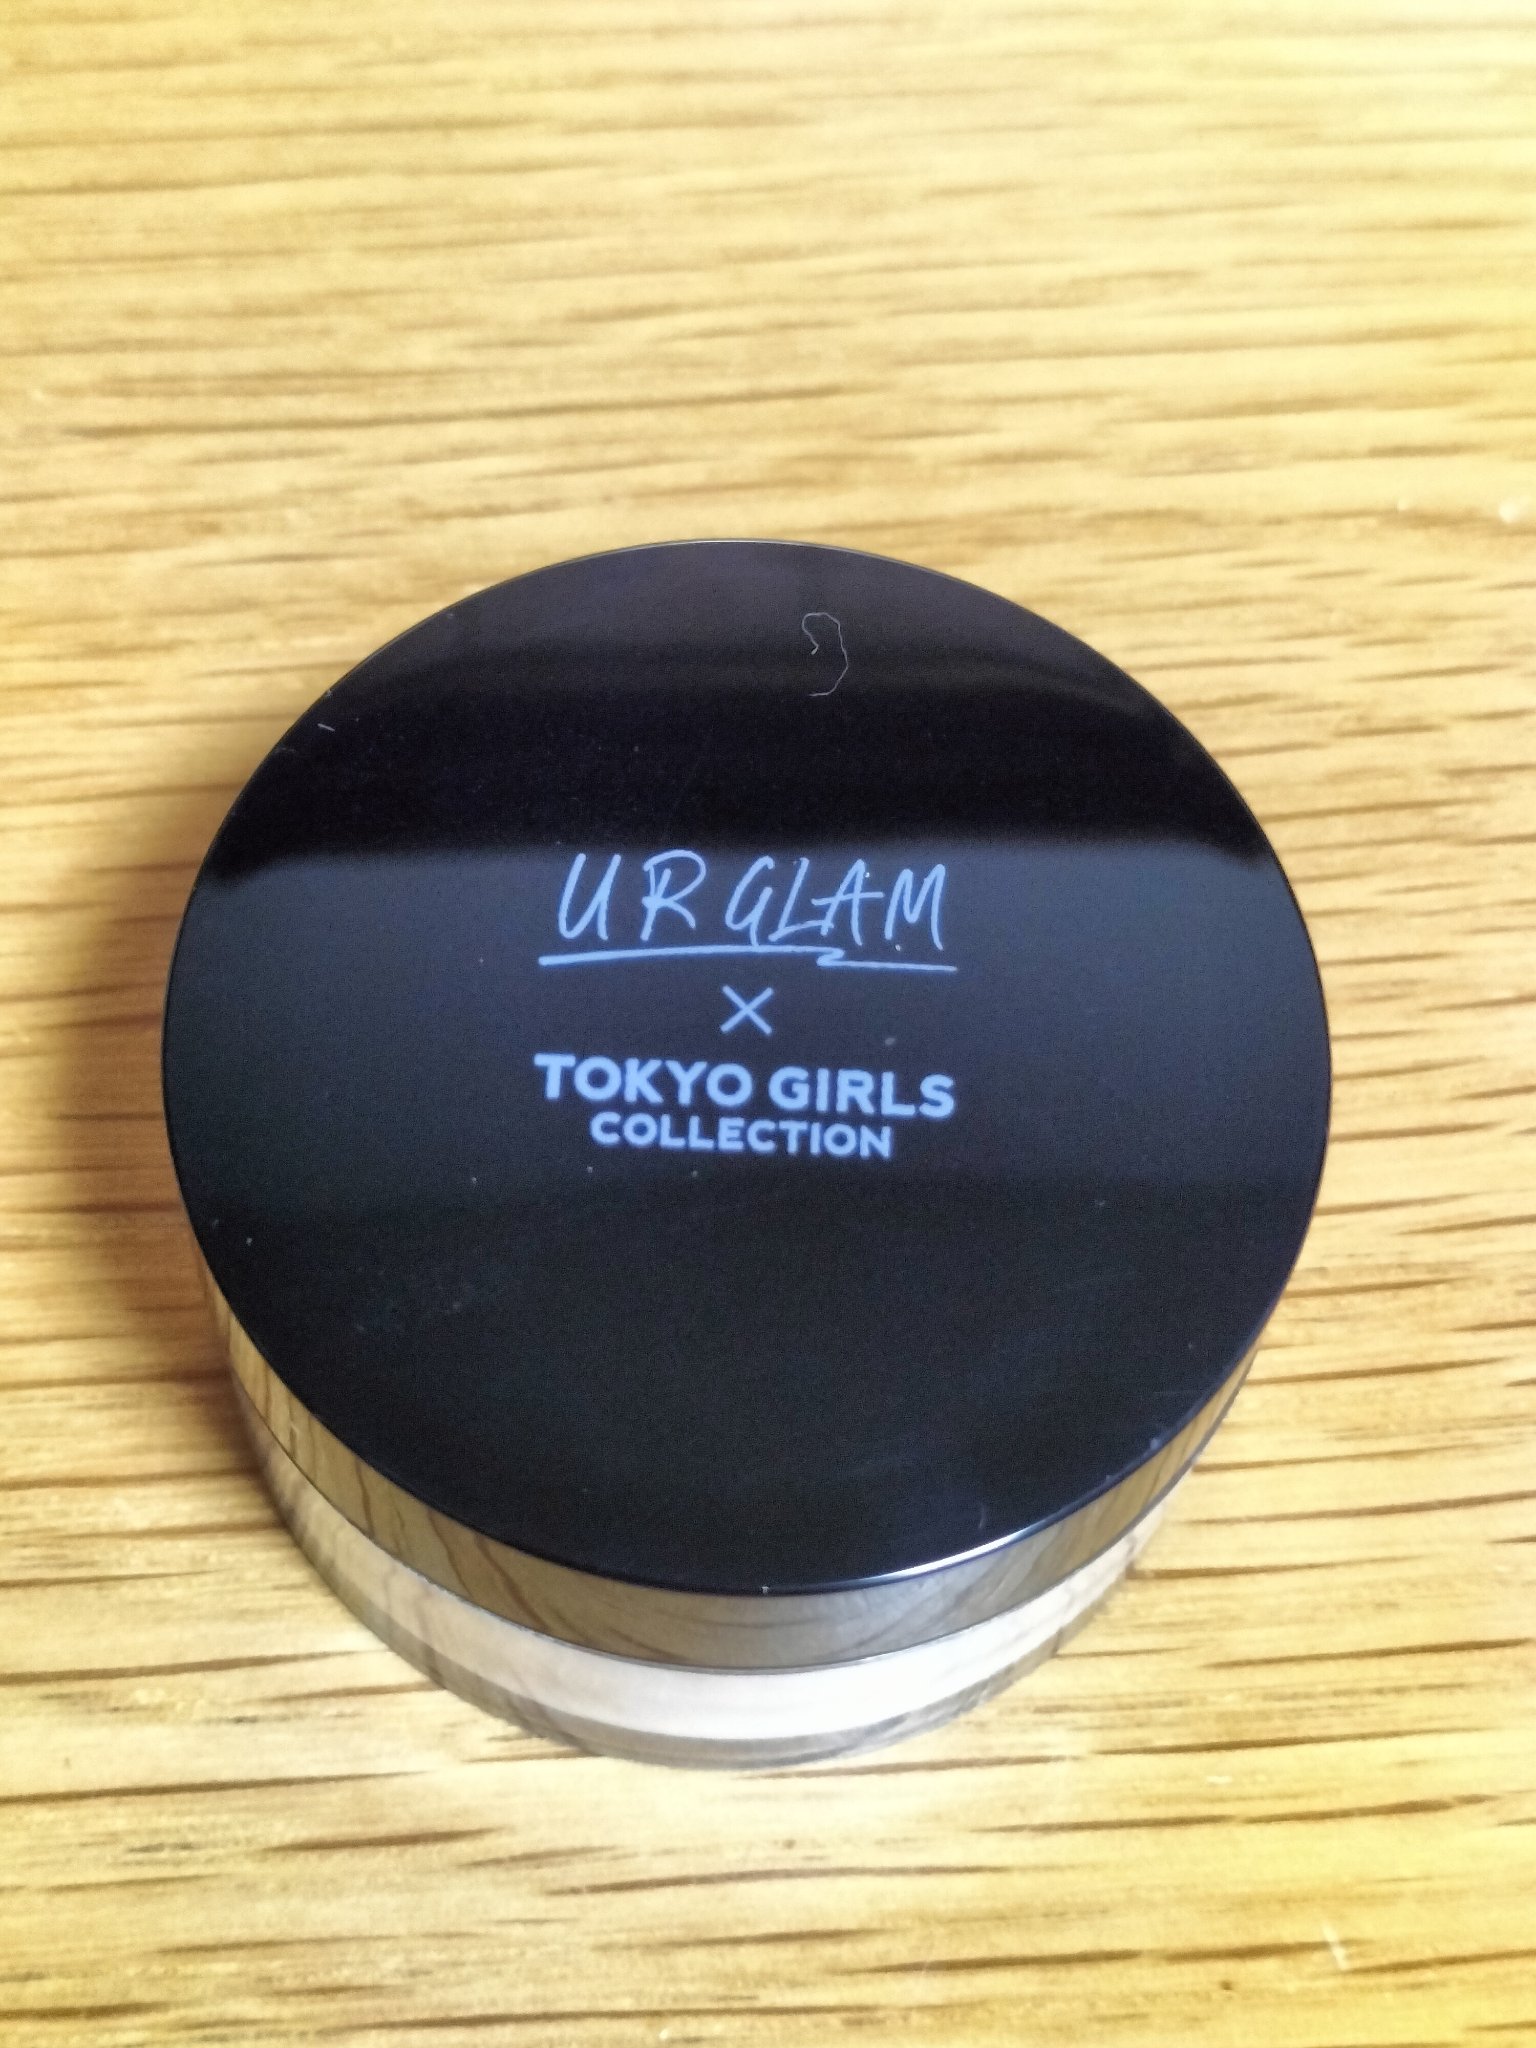 UR GLAM
×
TOKYO GIRLS
COLLECTION